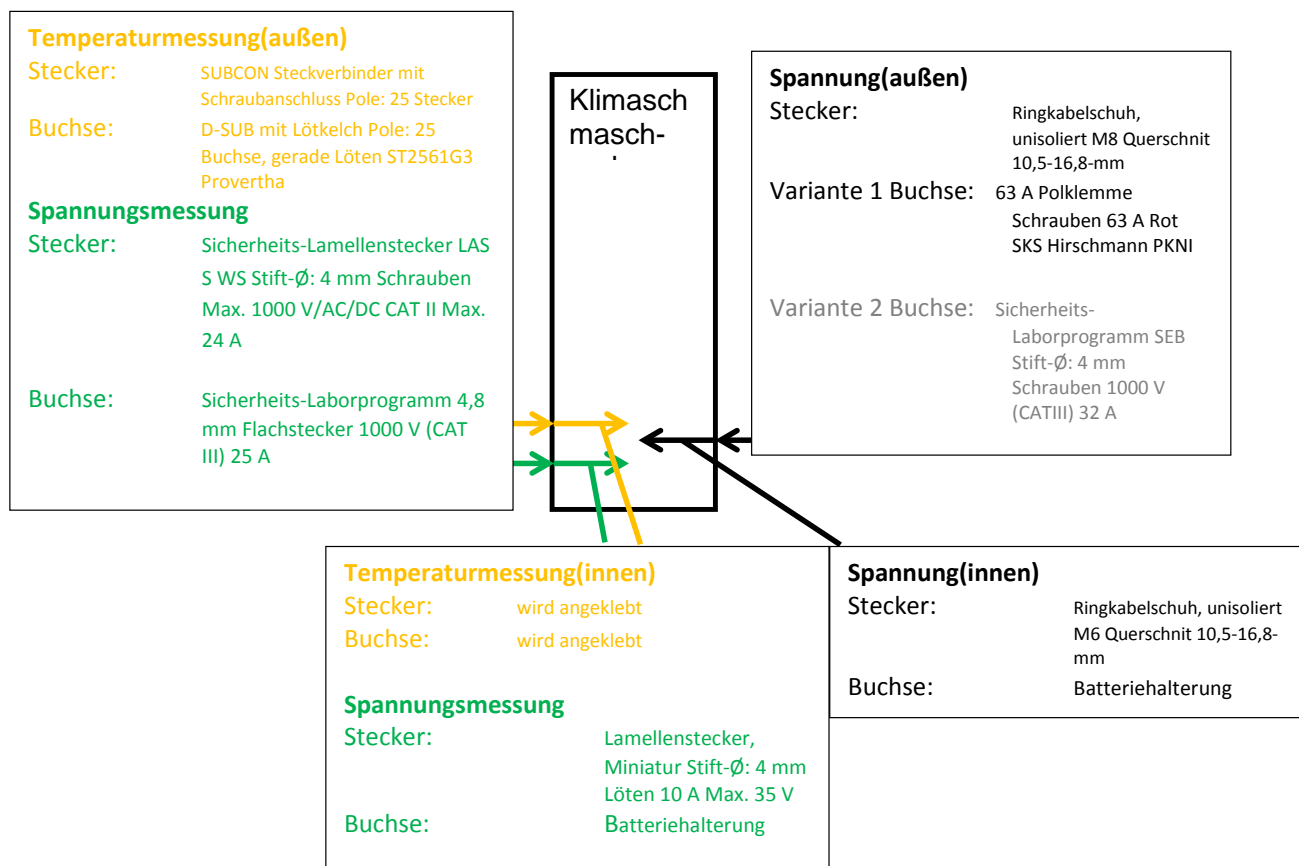 Temperaturmessung(außen)
Stecker: SUBCON Steckverbinder mit
Schraubanschluss Pole: 25 Stecker
Buchse: D-SUB mit Lötkelch Pole: 25
Buchse, gerade Löten ST2561G3
Provertha
Spannungsmessung
Stecker: Sicherheits-Lamellenstecker LAS
S WS Stift-Ø: 4 mm Schrauben
Max. 1000 V/AC/DC CAT II Max.
24 A
Buchse: Sicherheits-Laborprogramm 4,8
mm Flachstecker 1000 V (CAT
III) 25 A
Klimasch
masch-
Spannung(außen)
Stecker: Ringkabelschuh,
unisoliert M8 Querschnit
10,5-16,8-mm
Variante 1 Buchse: 63 A Polklemme
Schrauben 63 A Rot
SKS Hirschmann PKNI
Variante 2 Buchse: Sicherheits-
Laborprogramm SEB
Stift-Ø: 4 mm
Schrauben 1000 V
(CATIII) 32 A
Temperaturmessung(innen)
Stecker: wird angeklebt
Buchse: wird angeklebt
Spannungsmessung
Stecker: Lamellenstecker,
Miniatur Stift-Ø: 4 mm
Löten 10 A Max. 35 V
Buchse: Batteriehalterung
Spannung(innen)
Stecker: Ringkabelschuh, unisoliert
M6 Querschnit 10,5-16,8-
mm
Buchse: Batteriehalterung